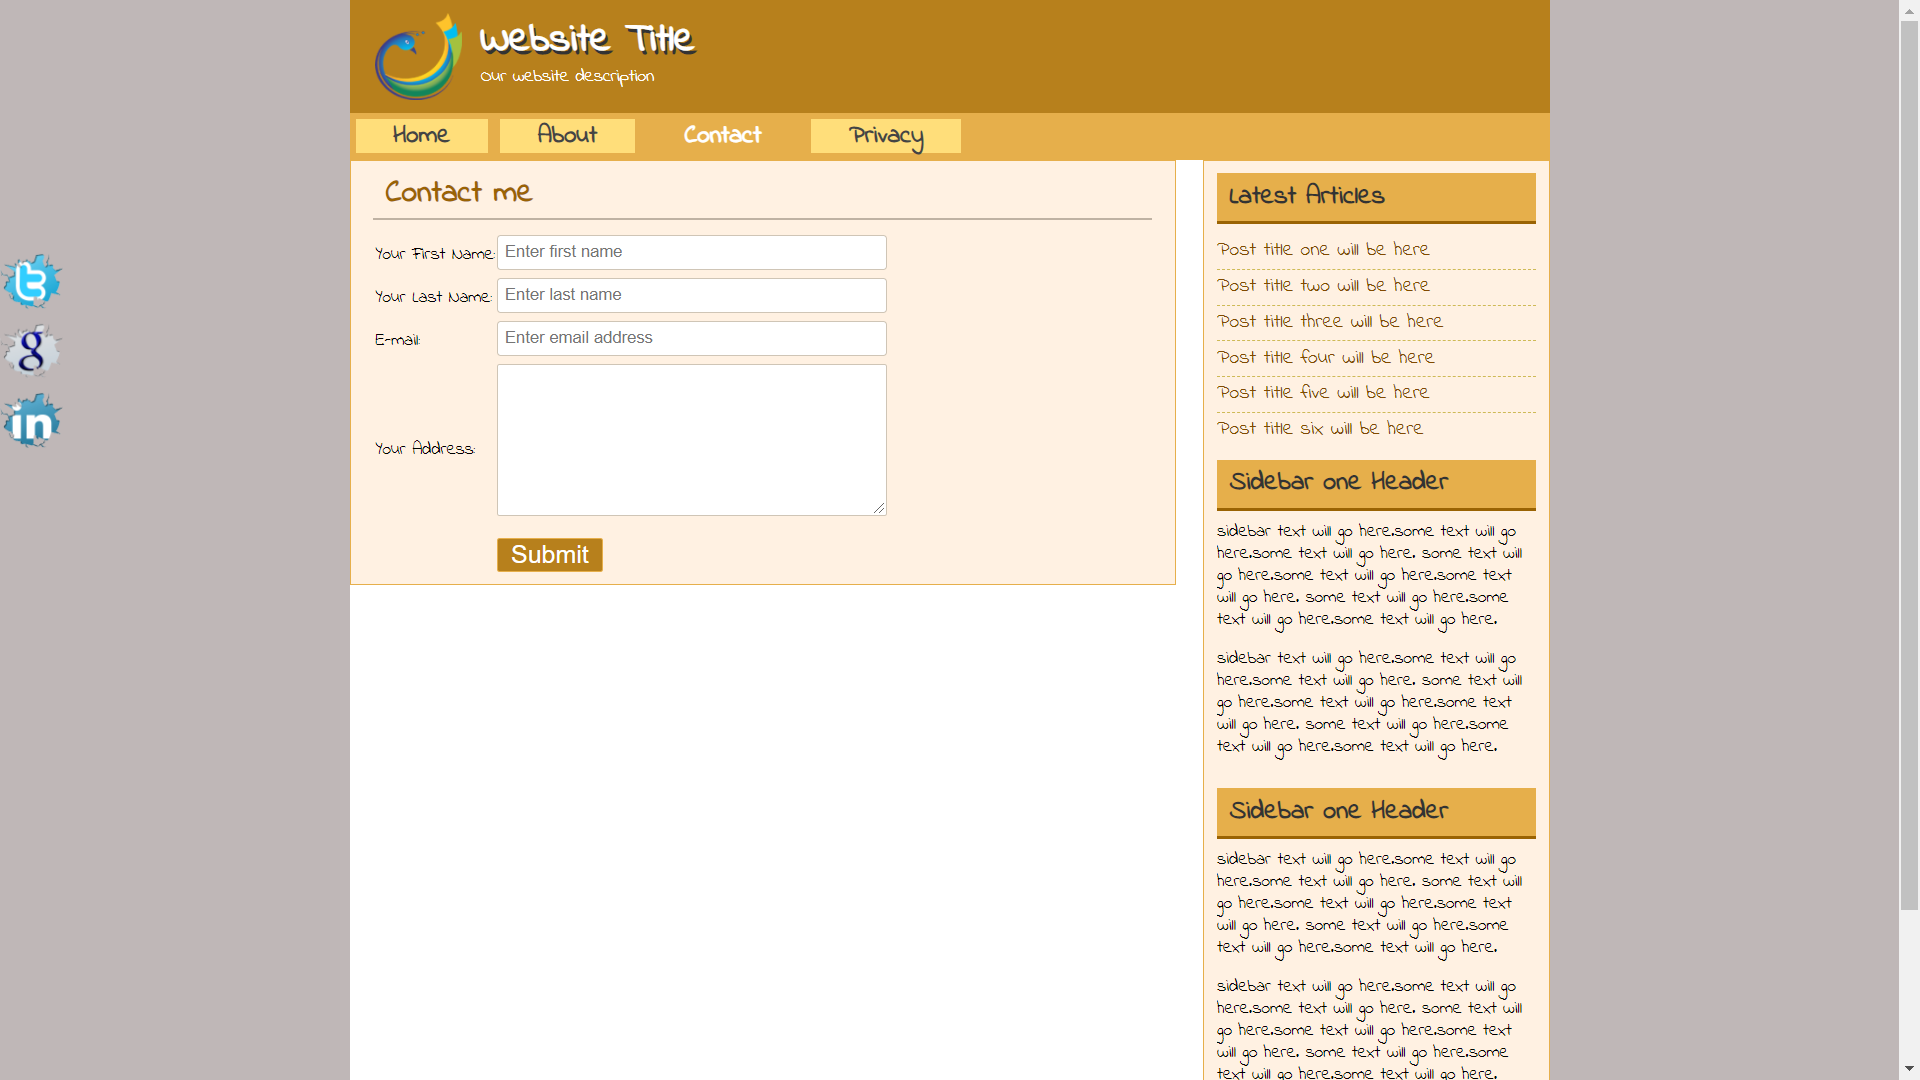 Website Title
Our website description
Home
About
Contact
Privacy
Contact me
Your First Name:
Enter first name
Your Last Name:
Enter last name
E-mail:
Enter email address
Your Address:
Submit
Latest Articles
Post title one will be here
Post title two will be here
Post title three will be here
Post title four will be here
Post title five will be here
Post title six will be here
Sidebar one Header
sidebar text will go here.some text will go
here.some text will go here. some text will
go here.some text will go here.some text
will go here. some text will go here.some
text will go here.some text will go here.
sidebar text will go here.some text will go
here.some text will go here. some text will
go here.some text will go here.some text
will go here. some text will go here.some
text will go here.some text will go here.
Sidebar one Header
sidebar text will go here.some text will go
here.some text will go here. some text will
go here.some text will go here.some text
will go here. some text will go here.some
text will go here.some text will go here.
sidebar text will go here.some text will go
here.some text will go here. some text will
go here.some text will go here.some text
will go here. some text will go here.some
text will go here.some text will go here.
t
g
in